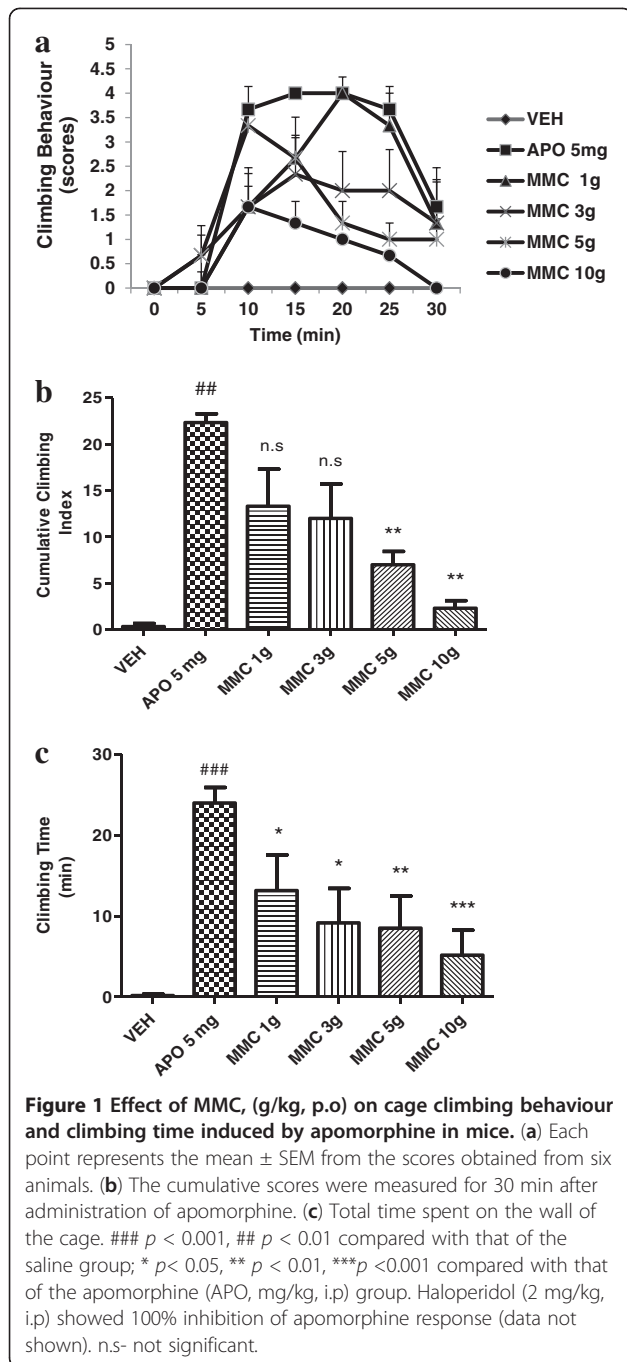 a
5
4.5
4
3.5
3
2.5
2
1.5
1
0.5
0
Climbing Behaviour
(scores)
0 5 10 15 20 25 30
Time (min)
VEH
APO 5mg
MMC 1g
MMC 3g
MMC 5g
MMC 10g
b
25
20
15
10
5
0
Cumulative Climbing
Index
##
n.s
n.s
**
**
VEH
APO 5 mg
MMC 1g
MMC 3g
MMC 5g
MMC 10g
c
30
20
10
0
Climbing Time
(min)
###
*
*
**
***
VEH
APO 5 mg
MMC 1g
MMC 3g
MMC 5g
MMC 10g
Figure 1 Effect of MMC, (g/kg, p.o) on cage climbing behaviour
and climbing time induced by apomorphine in mice. (a) Each
point represents the mean ± SEM from the scores obtained from six
animals. (b) The cumulative scores were measured for 30 min after
administration of apomorphine. (c) Total time spent on the wall of
the cage. ### p < 0.001, ## p < 0.01 compared with that of the
saline group; * p< 0.05, ** p < 0.01, ***p <0.001 compared with that
of the apomorphine (APO, mg/kg, i.p) group. Haloperidol (2 mg/kg,
i.p) showed 100% inhibition of apomorphine response (data not
shown). n.s- not significant.